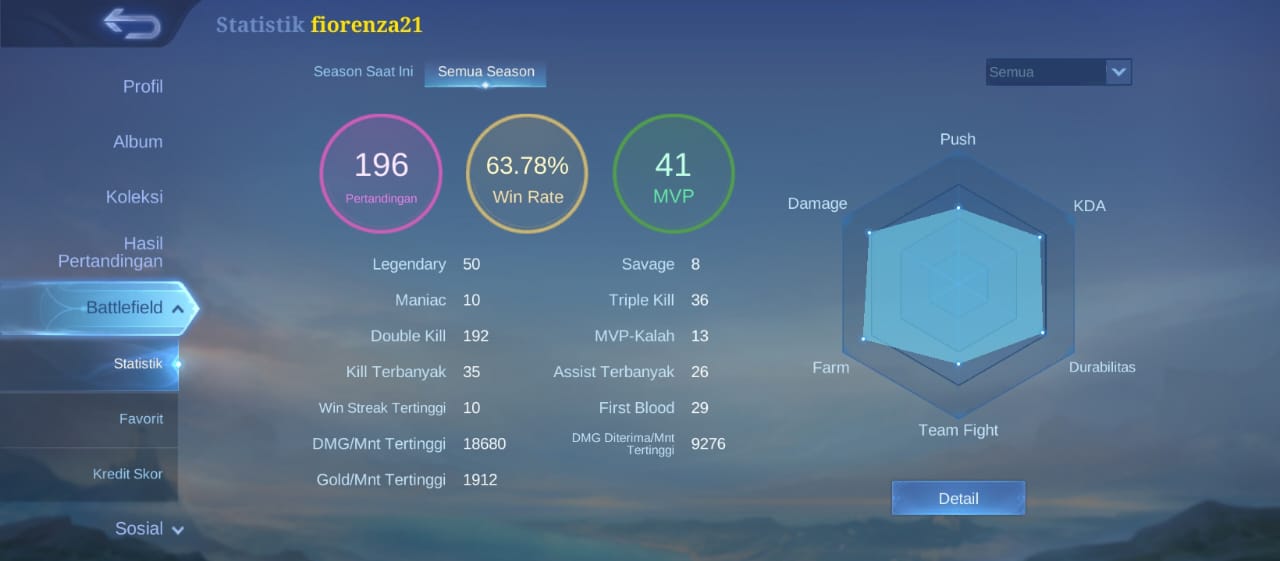 Statistik fiorenza21
Season Saat Ini
Semua Season
Semua
Profil
Album
Koleksi
Hasil
Pertandingan
Battlefield
Statistik
Favorit
Kredit Skor
Sosial
196
Pertandingan
63.78%
Win Rate
41
MVP
Legendary 50
Savage 8
Maniac 10
Triple Kill 36
Double Kill 192
MVP-Kalah 13
Kill Terbanyak 35
Assist Terbanyak 26
Win Streak Tertinggi 10
First Blood 29
DMG/Mnt Tertinggi 18680
DMG Diterima/Mnt
Tertinggi 9276
Gold/Mnt Tertinggi 1912
Push
Damage
KDA
Farm
Durabilitas
Team Fight
Detail